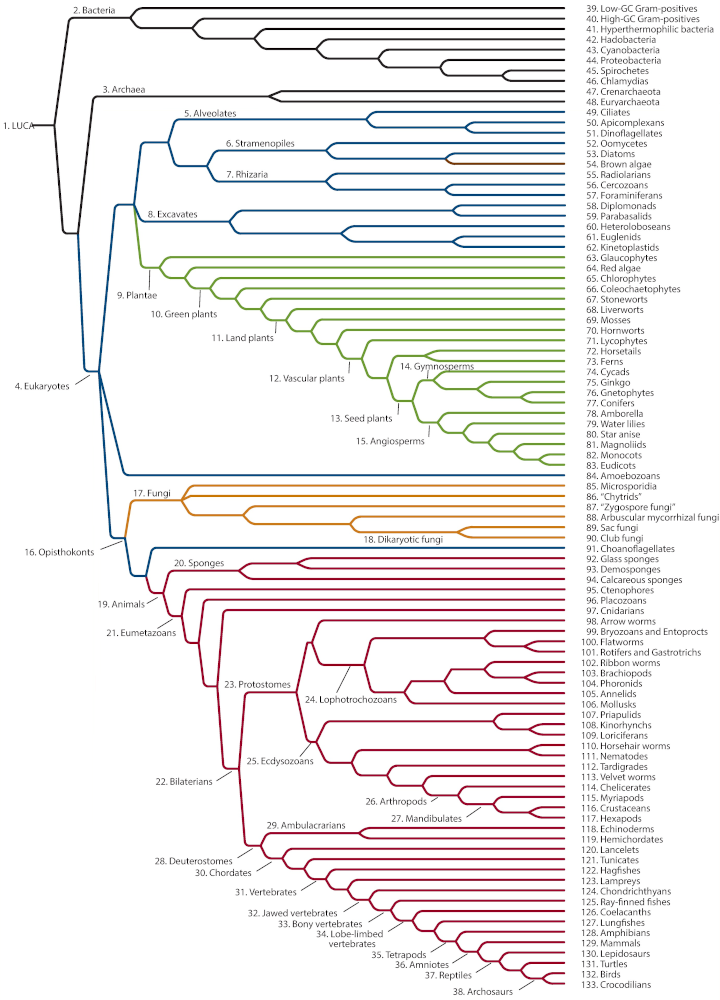 1. LUCA
2. Bacteria
3. Archaea
4. Eukaryotes
5. Alveolates
6. Stramenopiles
7. Rhizaria
8. Excavates
9. Plantae
10. Green plants
11. Land plants
12. Vascular plants
13. Seed plants
14. Gymnosperms
15. Angiosperms
16. Opisthokonts
17. Fungi
18. Dikaryotic fungi
19. Animals
20. Sponges
21. Eumetazoans
22. Bilaterians
23. Protostomes
24. Lophotrochozoans
25. Ecdysozoans
26. Arthropods
27. Mandibulates
28. Deuterostomes
29. Ambulacrarians
30. Chordates
31. Vertebrates
32. Jawed vertebrates
33. Bony vertebrates
34. Lobe-limbed
vertebrates
35. Tetrapods
36. Amniotes
37. Reptiles
38. Archosaurs
39. Low-GC Gram-positives
40. High-GC Gram-positives
41. Hyperthermophilic bacteria
42. Hadobacteria
43. Cyanobacteria
44. Proteobacteria
45. Spirochetes
46. Chlamydias
47. Crenarchaeota
48. Euryarchaeota
49. Ciliates
50. Apicomplexans
51. Dinoflagellates
52. Oomycetes
53. Diatoms
54. Brown algae
55. Radiolarians
56. Cercozoans
57. Foraminiferans
58. Diplomonads
59. Parabasalids
60. Heteroloboseans
61. Euglenids
62. Kinetoplastids
63. Glaucophytes
64. Red algae
65. Chlorophytes
66. Coleochaetophytes
67. Stoneworts
68. Liverworts
69. Mosses
70. Hornworts
71. Lycophytes
72. Horsetails
73. Ferns
74. Cycads
75. Ginkgo
76. Gnetophytes
77. Conifers
78. Amborella
79. Water lilies
80. Star anise
81. Magnoliids
82. Monocots
83. Eudicots
84. Amoebozoans
85. Microsporidia
86. “Chytrids”
87. “Zygospore fungi”
88. Arbuscular mycorrhizal fungi
89. Sac fungi
90. Club fungi
91. Choanoflagellates
92. Glass sponges
93. Demosponges
94. Calcareous sponges
95. Ctenophores
96. Placozoans
97. Cnidarians
98. Arrow worms
99. Bryozoans and Entoprocts
100. Flatworms
101. Rotifers and Gastrotrichs
102. Ribbon worms
103. Brachiopods
104. Phoronids
105. Annelids
106. Mollusks
107. Priapulids
108. Kinorhynchs
109. Loriciferans
110. Horsehair worms
111. Nematodes
112. Tardigrades
113. Velvet worms
114. Chelicerates
115. Myriapods
116. Crustaceans
117. Hexapods
118. Echinoderms
119. Hemichordates
120. Lancelets
121. Tunicates
122. Hagfishes
123. Lampreys
124. Chondrichthyans
125. Ray-finned fishes
126. Coelacanths
127. Lungfishes
128. Amphibians
129. Mammals
130. Lepidosaurs
131. Turtles
132. Birds
133. Crocodilians